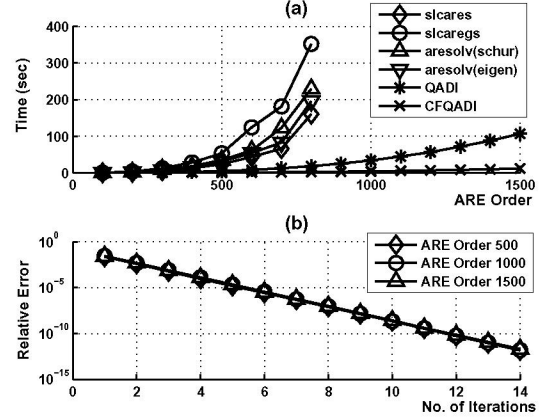 (a)
400
300
200
100
0
Time (sec)
slcares
slcaregs
aresolv(schur)
aresolv(eigen)
QADI
CFQADI
0
500
1000
1500
ARE Order
(b)
10^0
10^-5
10^-10
10^-15
Relative Error
ARE Order 500
ARE Order 1000
ARE Order 1500
0
2
4
6
8
10
12
14
No. of Iterations